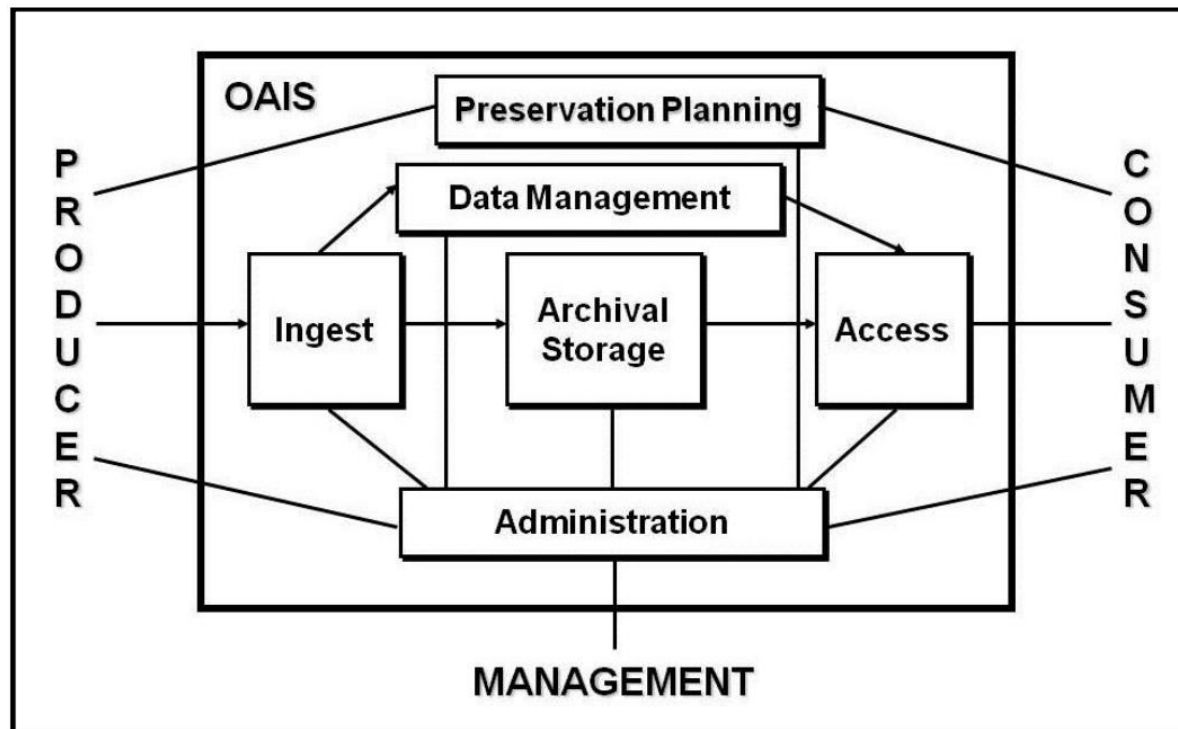 OAIS
Preservation Planning
PRODUCER
Data Management
CONSUMER
Ingest
Archival
Storage
Access
Administration
MANAGEMENT